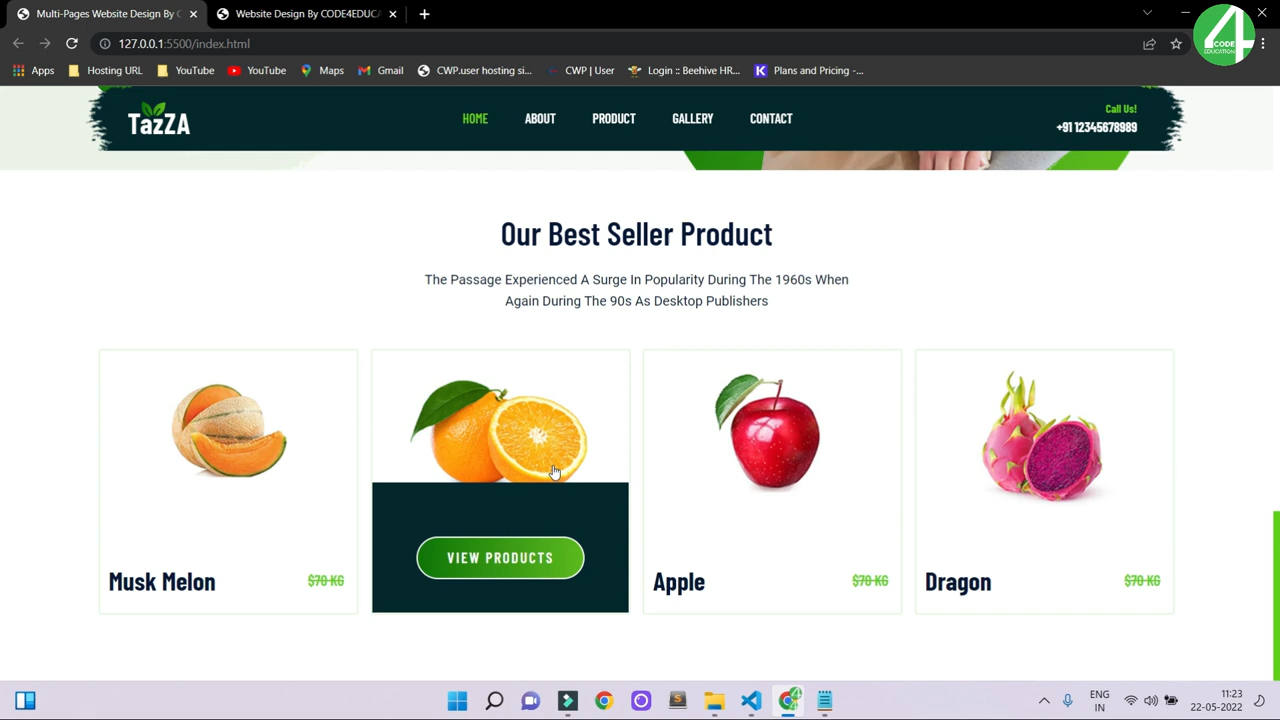 Multi-Pages Website Design By C
Website Design By CODE4EDUCA
127.0.0.1:5500/index.html
4
CODE
EDUCATION
Apps
Hosting URL
YouTube
YouTube
Maps
Gmail
CWP.user hosting si...
CWP | User
Login :: Beehive HR...
Plans and Pricing -...
TazZA
HOME
ABOUT
PRODUCT
GALLERY
CONTACT
Call Us!
+91 12345678989
Our Best Seller Product
The Passage Experienced A Surge In Popularity During The 1960s When
Again During The 90s As Desktop Publishers
VIEW PRODUCTS
Musk Melon
$70 KG
Apple
$70 KG
Dragon
$70 KG
ENG
IN
11:23
22-05-2022